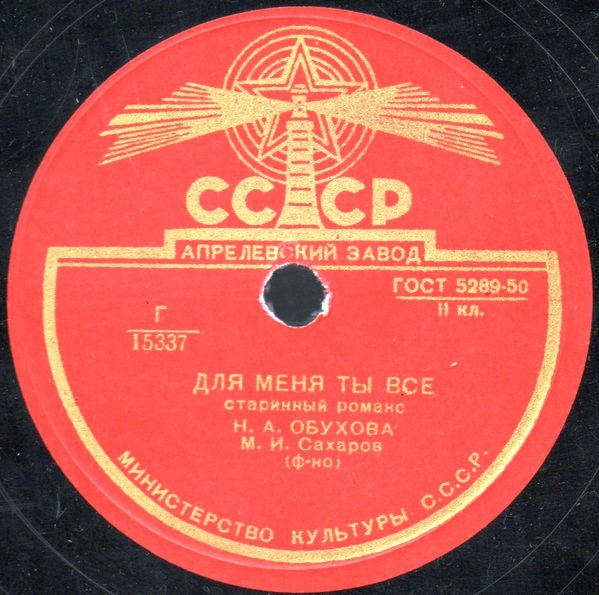 СССР
АПРЕЛЕВСКИЙ ЗАВОД
ГОСТ 5289-50
II кл.
Г
15337
ДЛЯ МЕНЯ ТЫ ВСЕ
старинный романс
Н. А. ОБУХОВА
М. И. Сахаров
(ф-но)
МИНИСТЕРСТВО КУЛЬТУРЫ С.С.С.Р.